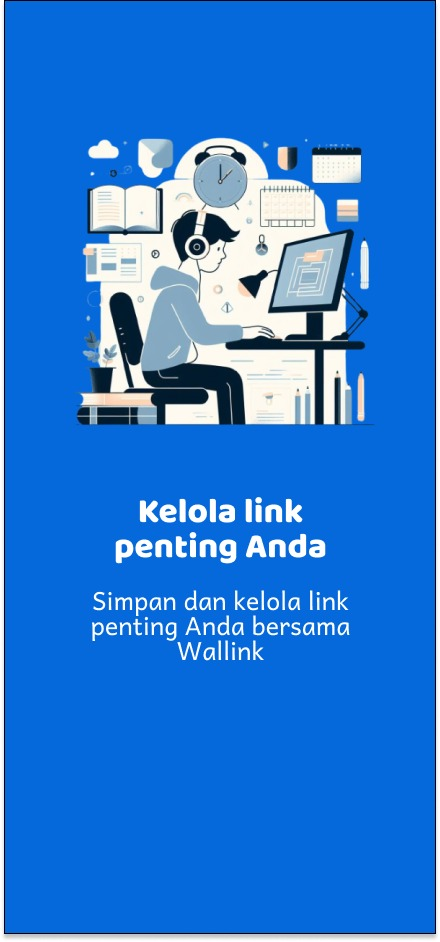 Kelola link
penting Anda
Simpan dan kelola link
penting Anda bersama
Wallink